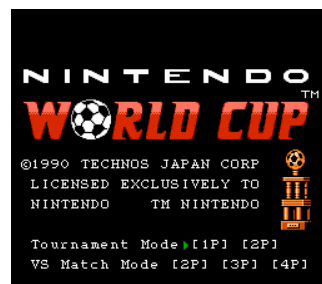 NINTENDO
TM
WORLD CUP
©1990 TECHNOS JAPAN CORP
LICENSED EXCLUSIVELY TO
NINTENDO TM NINTENDO
Tournament Mode [1P] [2P]
VS Match Mode [2P] [3P] [4P]